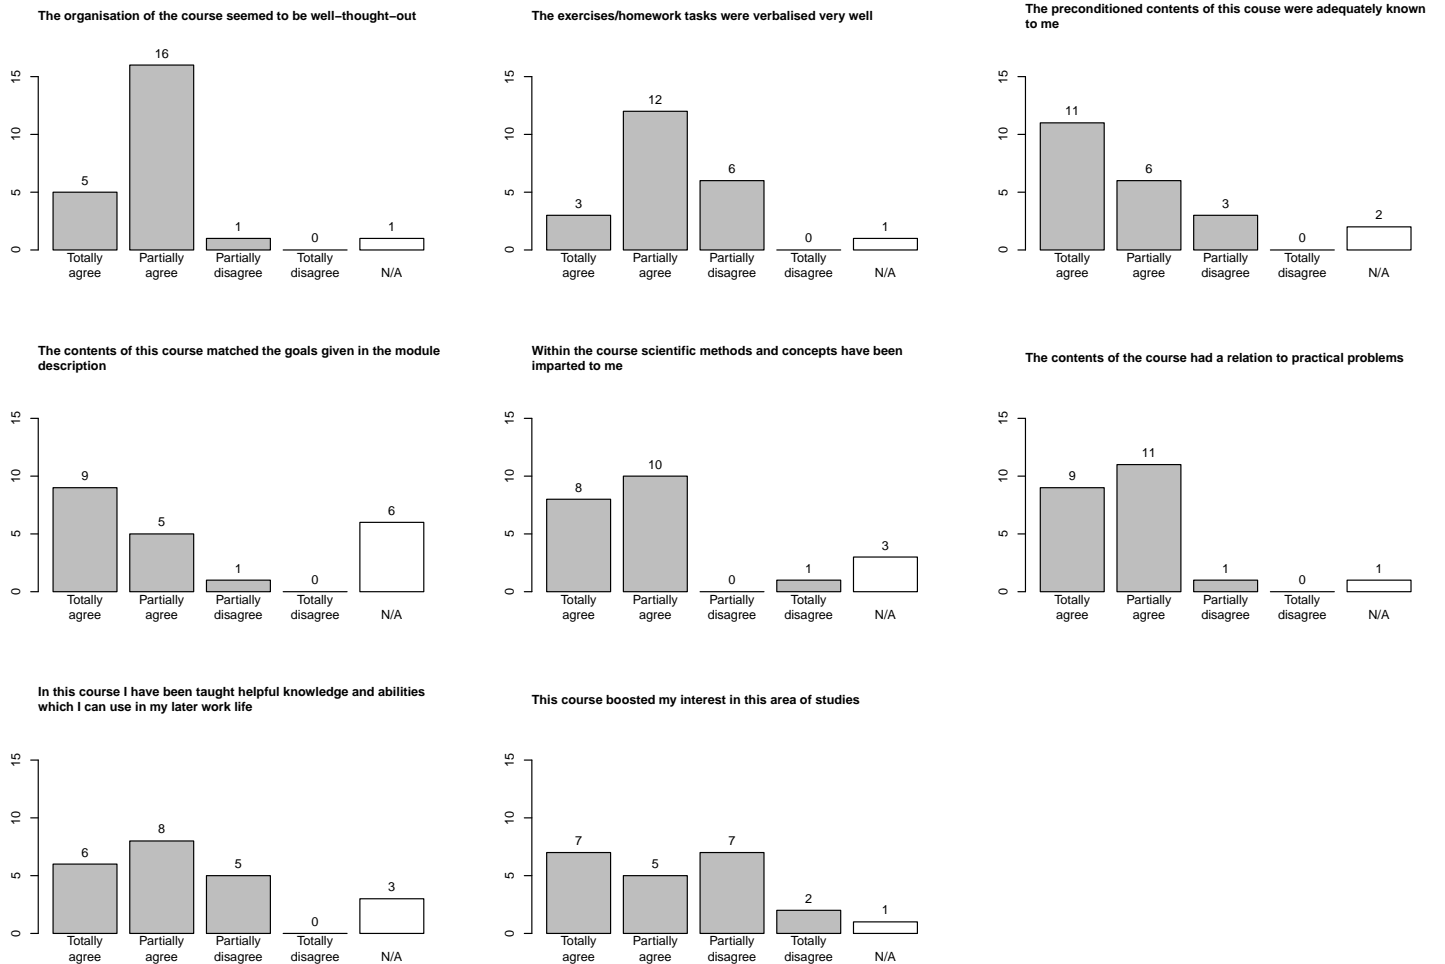 The organisation of the course seemed to be well−thought−out
16
15
10
5
0
5
1
0
1
Totally agree
Partially agree
Partially disagree
Totally disagree
N/A
The exercises/homework tasks were verbalised very well
15
10
5
0
3
12
6
0
1
Totally agree
Partially agree
Partially disagree
Totally disagree
N/A
The preconditioned contents of this couse were adequately known
to me
15
10
5
0
11
6
3
0
2
Totally agree
Partially agree
Partially disagree
Totally disagree
N/A
The contents of this course matched the goals given in the module
description
15
10
5
0
9
5
1
0
6
Totally agree
Partially agree
Partially disagree
Totally disagree
N/A
Within the course scientific methods and concepts have been
imparted to me
15
10
5
0
8
10
0
1
3
Totally agree
Partially agree
Partially disagree
Totally disagree
N/A
The contents of the course had a relation to practical problems
15
10
5
0
9
11
1
0
1
Totally agree
Partially agree
Partially disagree
Totally disagree
N/A
In this course I have been taught helpful knowledge and abilities
which I can use in my later work life
15
10
5
0
6
8
5
0
3
Totally agree
Partially agree
Partially disagree
Totally disagree
N/A
This course boosted my interest in this area of studies
15
10
5
0
7
5
7
2
1
Totally agree
Partially agree
Partially disagree
Totally disagree
N/A